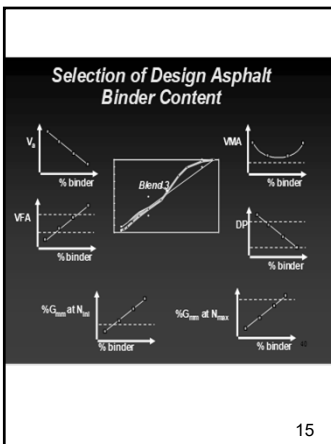 Selection of Design Asphalt
Binder Content
Va
% binder
VMA
% binder
Blend 3
VFA
% binder
DP
% binder
%Gmm at Nini
% binder
%Gmm at Nmax
% binder
15